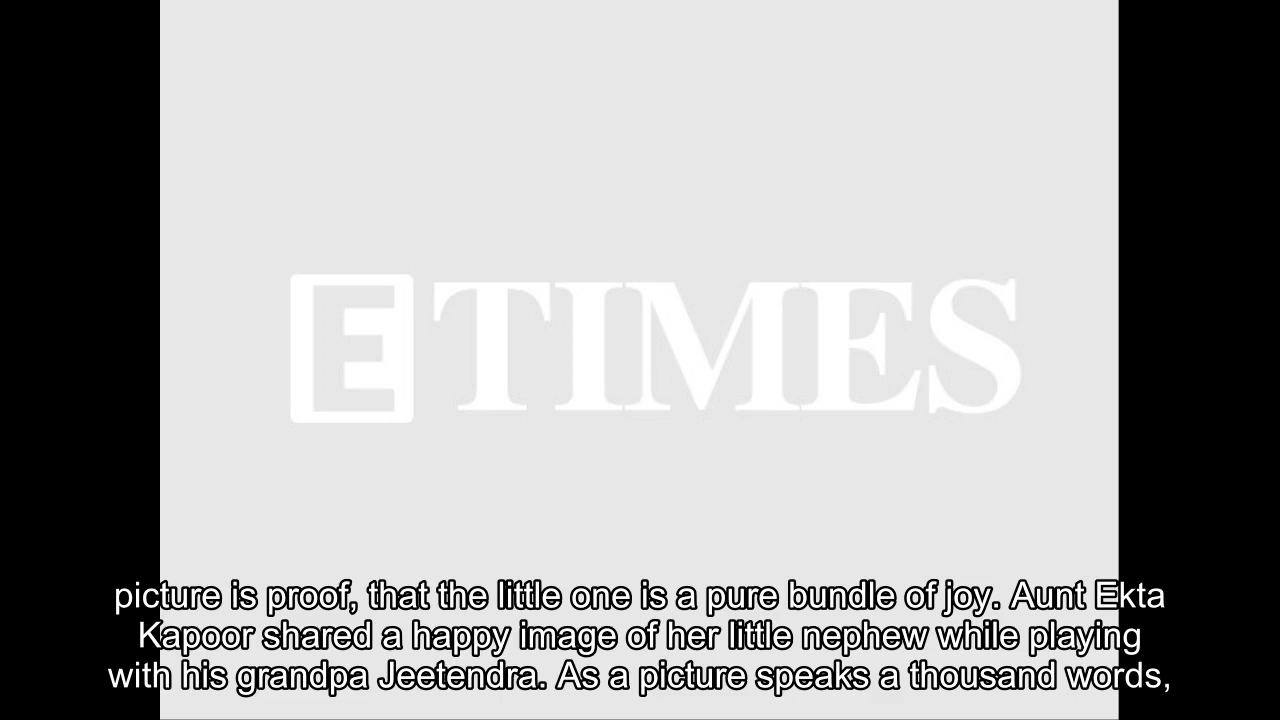 E TIMES
picture is proof, that the little one is a pure bundle of joy. Aunt Ekta
Kapoor shared a happy image of her little nephew while playing
with his grandpa Jeetendra. As a picture speaks a thousand words,